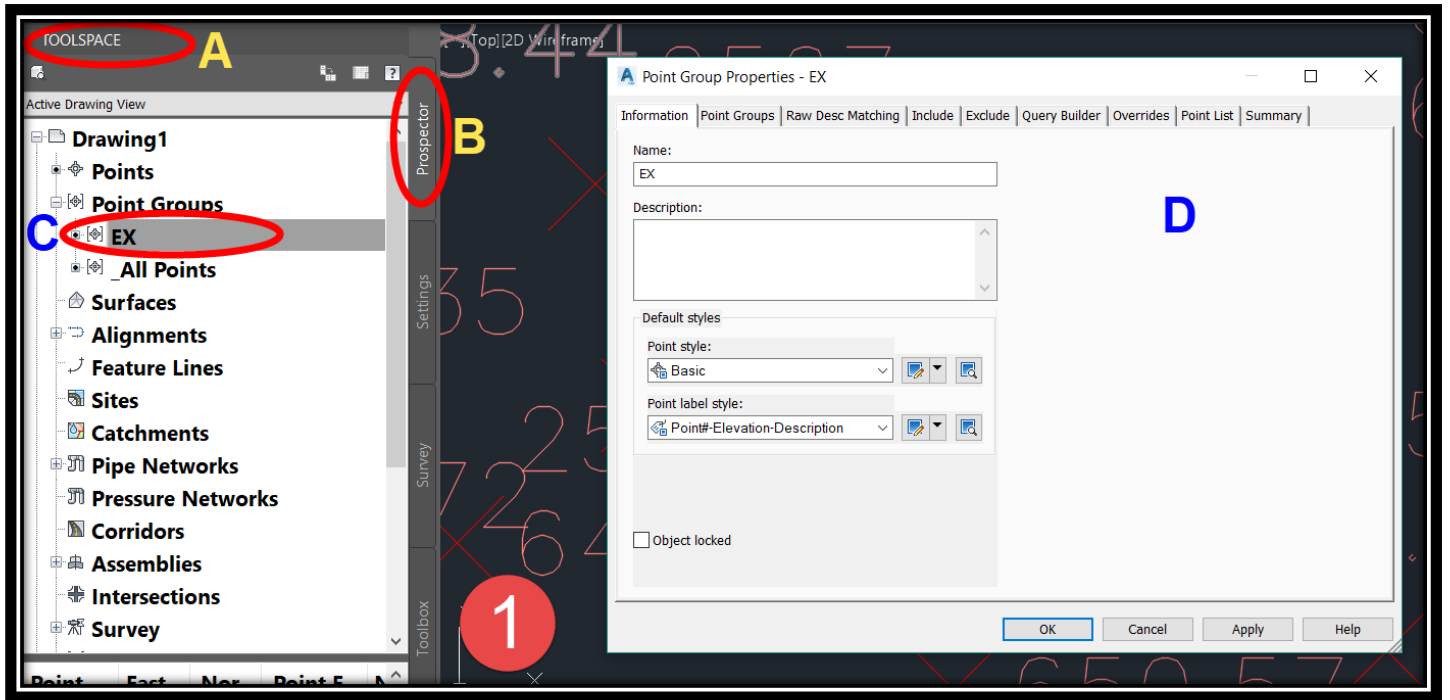 TOOLSPACE
A
Active Drawing View
Drawing1
Points
Point Groups
C
EX
_All Points
Surfaces
Alignments
Feature Lines
Sites
Catchments
Pipe Networks
Pressure Networks
Corridors
Assemblies
Intersections
Survey
Prospector
B
Settings
Survey
Toolbox
[Top][2D Wireframe]
35
1
Point Group Properties - EX
Information
Point Groups
Raw Desc Matching
Include
Exclude
Query Builder
Overrides
Point List
Summary
Name:
EX
D
Description:
Default styles
Point style:
Basic
Point label style:
Point#-Elevation-Description
Object locked
OK
Cancel
Apply
Help